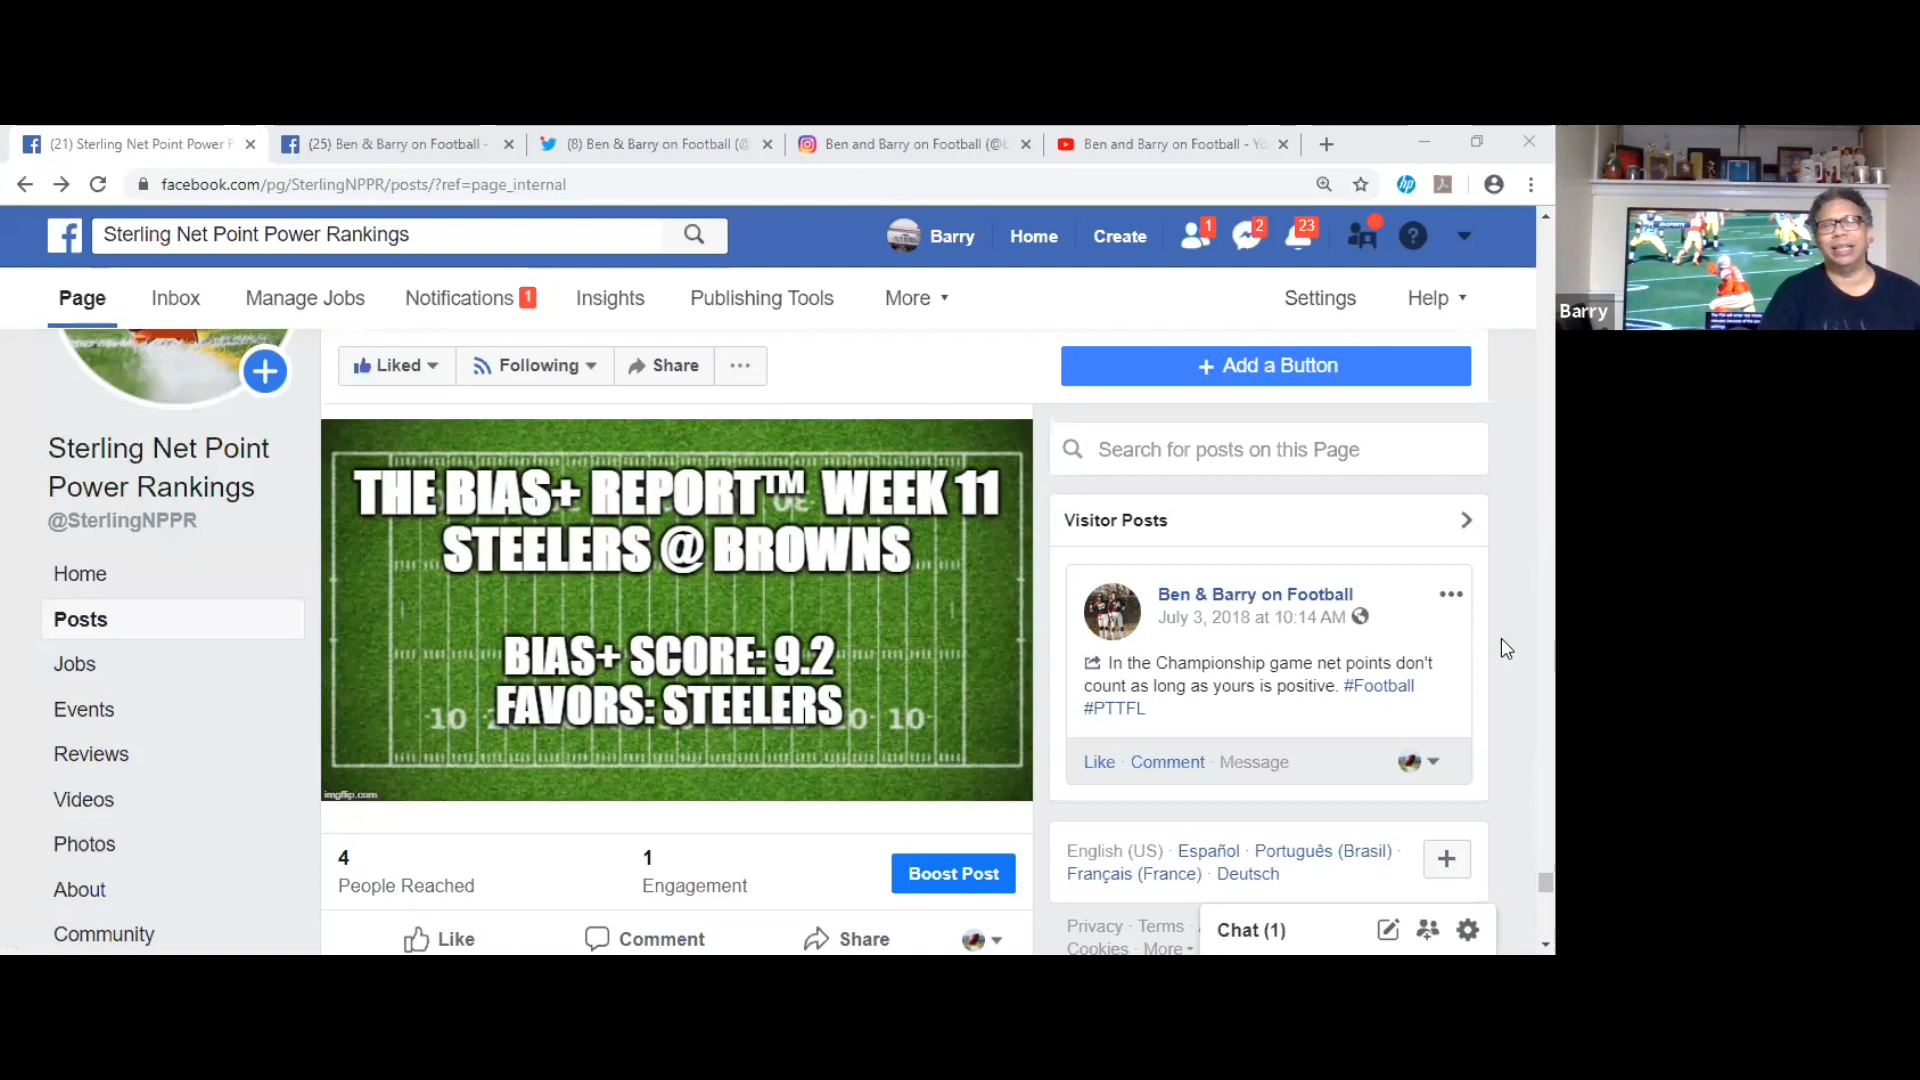 (21) Sterling Net Point Power
(25) Ben & Barry on Football -
(8) Ben & Barry on Football (@
Ben and Barry on Football (@
Ben and Barry on Football - Yo
facebook.com/pg/SterlingNPPR/posts/?ref=page_internal
hp
Sterling Net Point Power Rankings
Barry
Home
Create
1
2
23
Page
Inbox
Manage Jobs
Notifications 1
Insights
Publishing Tools
More
Settings
Help
Barry
Liked
Following
Share
+ Add a Button
Sterling Net Point
Power Rankings
@SterlingNPPR
Home
Posts
Jobs
Events
Reviews
Videos
Photos
About
Community
THE BIAS+ REPORT™ WEEK 11
STEELERS @ BROWNS
BIAS+ SCORE: 9.2
FAVORS: STEELERS
10
0 10
imgflip.com
4
People Reached
1
Engagement
Boost Post
Like
Comment
Share
Search for posts on this Page
Visitor Posts
Ben & Barry on Football
July 3, 2018 at 10:14 AM
In the Championship game net points don't
count as long as yours is positive. #Football
#PTTFL
Like · Comment · Message
English (US) · Español · Português (Brasil) ·
Français (France) · Deutsch
Privacy · Terms ·
Cookies · More
Chat (1)